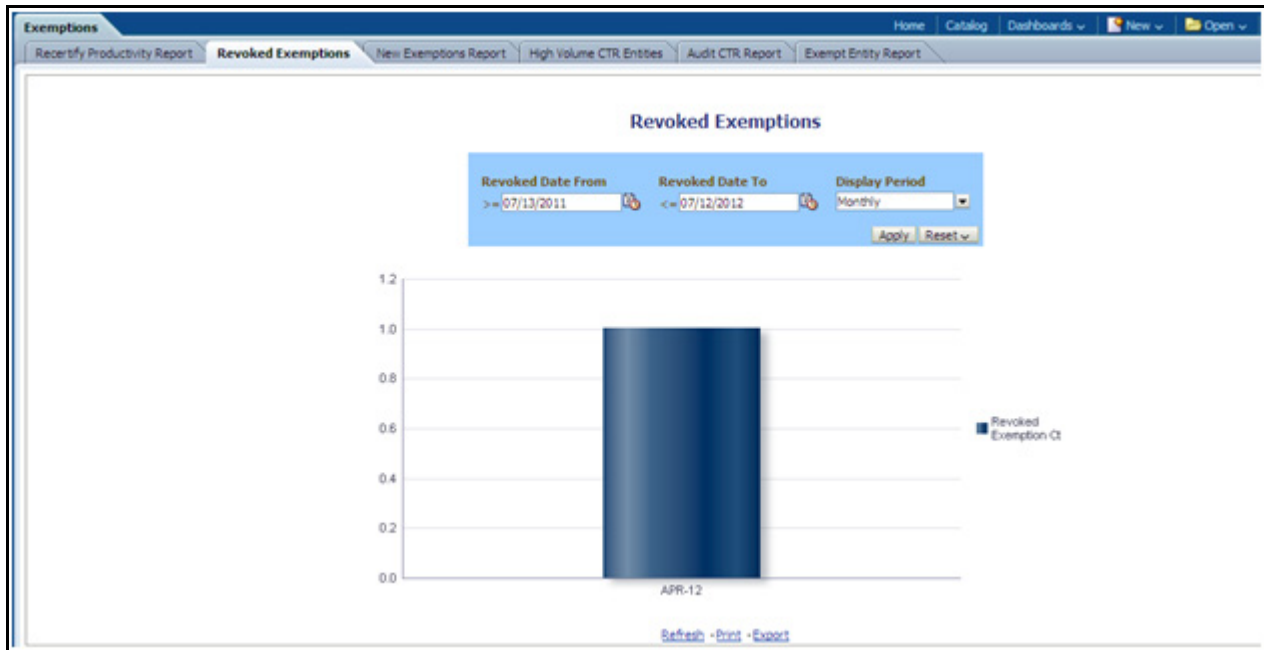 Exemptions
Home Catalog Dashboards New Open
Recertify Productivity Report Revoked Exemptions New Exemptions Report High Volume CTR Entities Audit CTR Report Exempt Entity Report
Revoked Exemptions
Revoked Date From Revoked Date To Display Period
>= 07/13/2011 <= 07/12/2012 Monthly
Apply Reset
1.2
1.0
0.8
0.6
0.4
0.2
0.0
Revoked
Exemption Ct
APR-12
Refresh - Print - Export